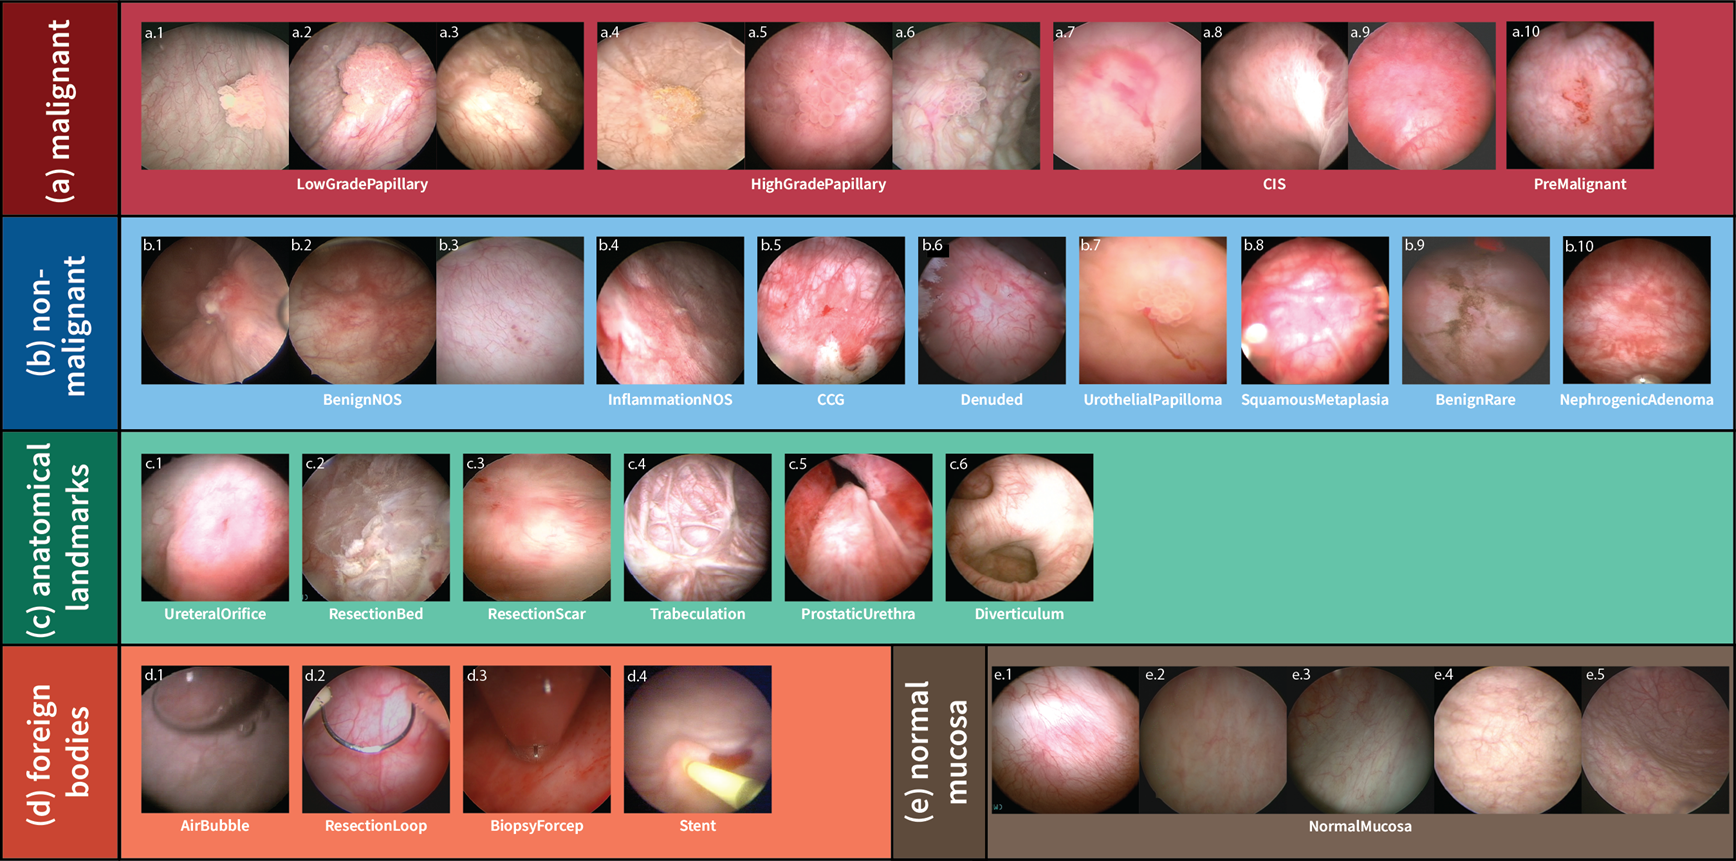 (a) malignant
a.1
a.2
a.3
a.4
a.5
a.6
a.7
a.8
a.9
a.10
LowGradePapillary
HighGradePapillary
CIS
PreMalignant
(b) non-
malignant
b.1
b.2
b.3
b.4
b.5
b.6
b.7
b.8
b.9
b.10
BenignNOS
InflammationNOS
CCG
Denuded
UrothelialPapilloma
SquamousMetaplasia
BenignRare
NephrogenicAdenoma
(c) anatomical
landmarks
c.1
c.2
c.3
c.4
c.5
c.6
UreteralOrifice
ResectionBed
ResectionScar
Trabeculation
ProstaticUrethra
Diverticulum
(d) foreign
bodies
d.1
d.2
d.3
d.4
AirBubble
ResectionLoop
BiopsyForcep
Stent
(e) normal
mucosa
e.1
e.2
e.3
e.4
e.5
NormalMucosa